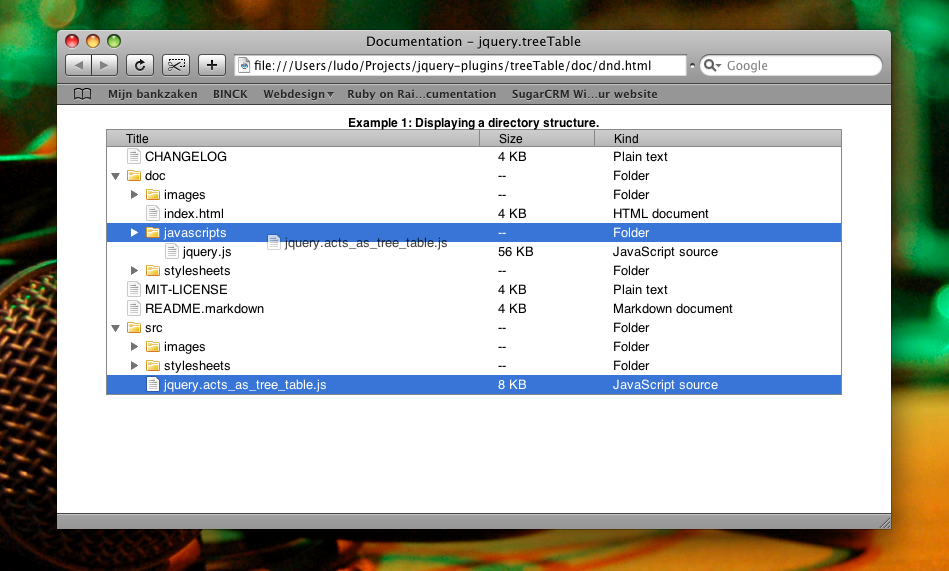 Documentation – jquery.treeTable
file:///Users/ludo/Projects/jquery-plugins/treeTable/doc/dnd.html Google
Mijn bankzaken BINCK Webdesign▾ Ruby on Rai...cumentation SugarCRM Wi...ur website
Example 1: Displaying a directory structure.
Title Size Kind
CHANGELOG 4 KB Plain text
doc -- Folder
images -- Folder
index.html 4 KB HTML document
javascripts -- Folder
jquery.acts_as_tree_table.js
jquery.js 56 KB JavaScript source
stylesheets -- Folder
MIT-LICENSE 4 KB Plain text
README.markdown 4 KB Markdown document
src -- Folder
images -- Folder
stylesheets -- Folder
jquery.acts_as_tree_table.js 8 KB JavaScript source